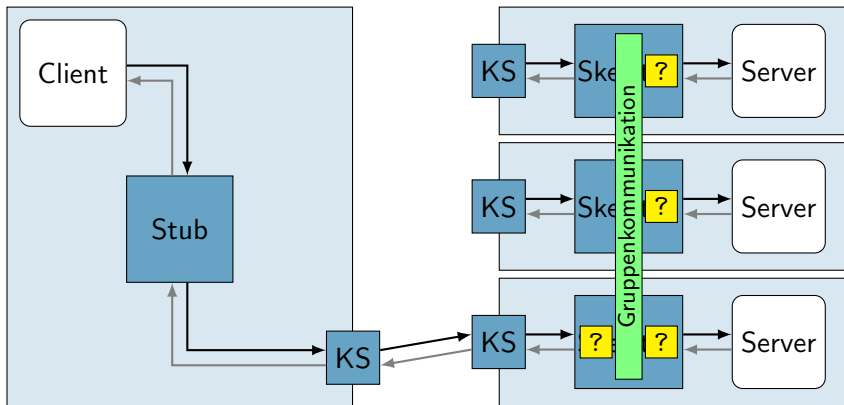 Client
Stub
KS
KS
Ske
?
Server
KS
Ske
?
Server
KS
?
?
Server
Gruppenkommunikation